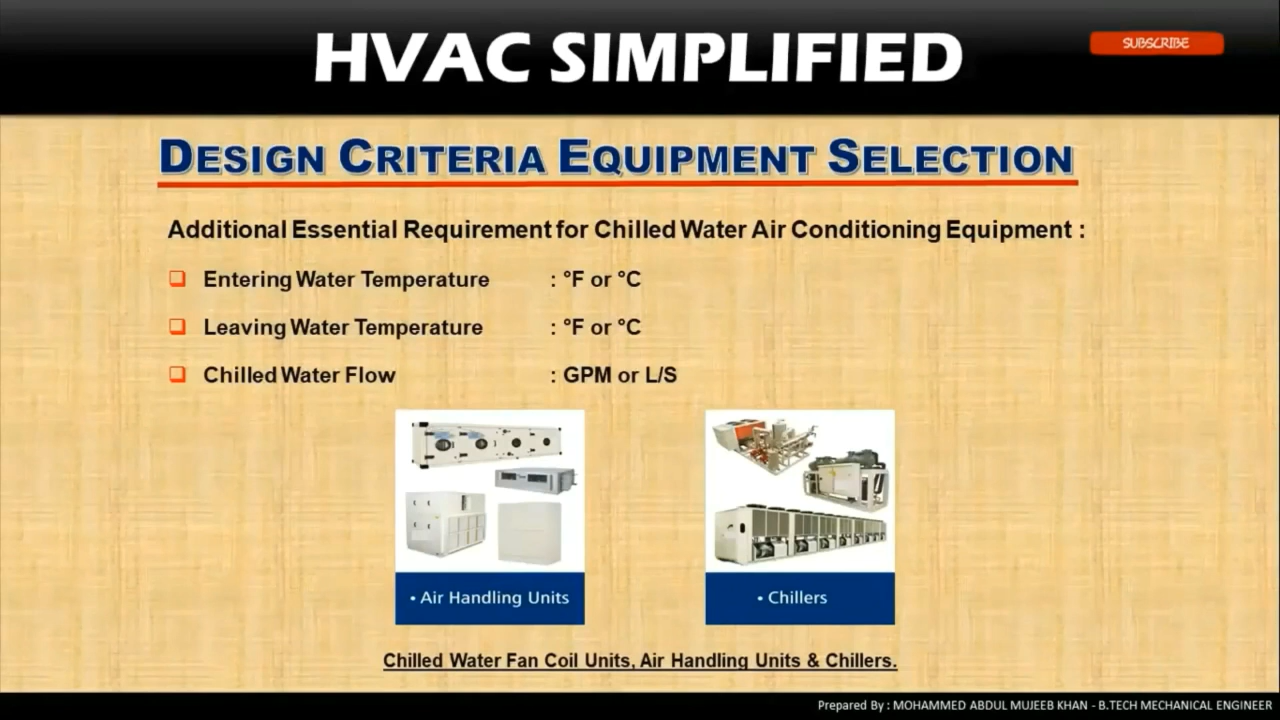 HVAC SIMPLIFIED
SUBSCRIBE
DESIGN CRITERIA EQUIPMENT SELECTION
Additional Essential Requirement for Chilled Water Air Conditioning Equipment :
Entering Water Temperature : °F or °C
Leaving Water Temperature : °F or °C
Chilled Water Flow : GPM or L/S
• Air Handling Units
• Chillers
Chilled Water Fan Coil Units, Air Handling Units & Chillers.
Prepared By : MOHAMMED ABDUL MUJEEB KHAN - B.TECH MECHANICAL ENGINEER